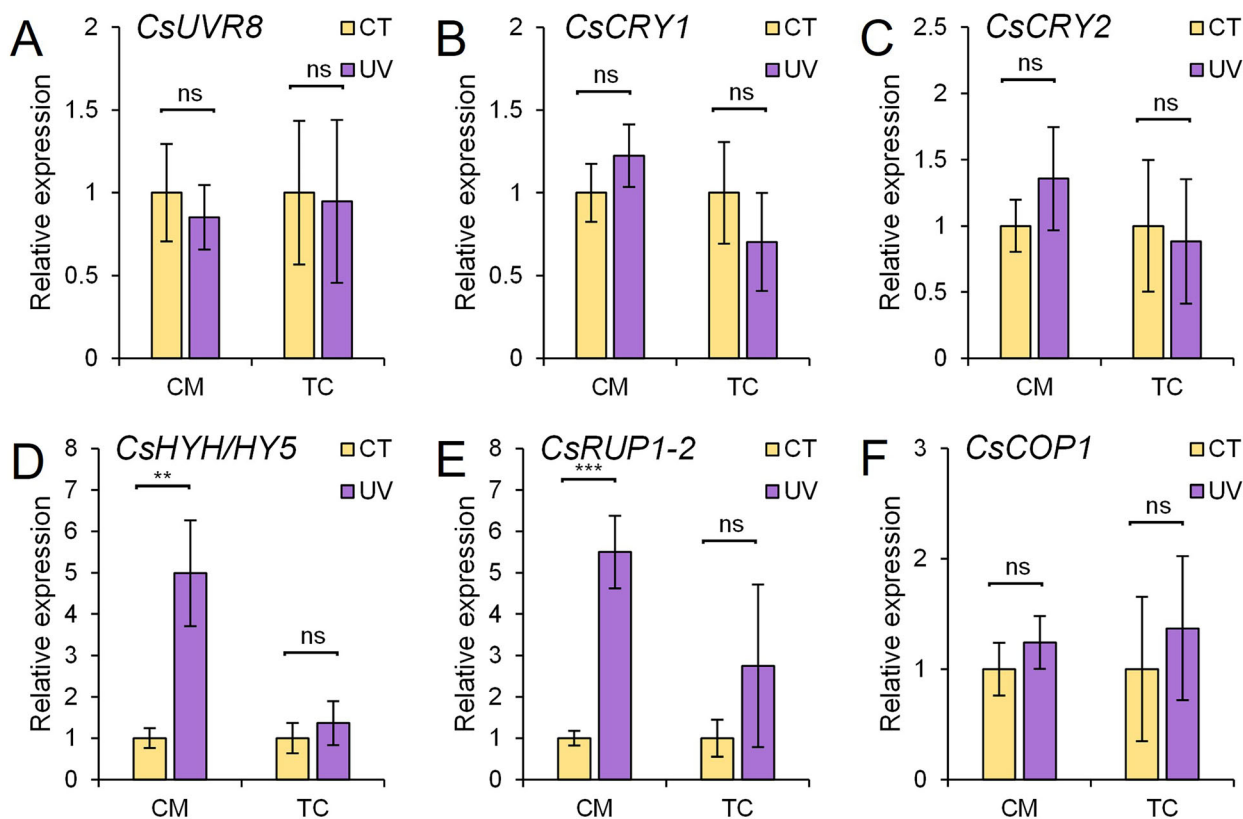 A
CsUVR8
CT
UV
ns
ns
Relative expression
2
1.5
1
0.5
0
CM
TC
B
CsCRY1
CT
UV
ns
ns
Relative expression
2
1.5
1
0.5
0
CM
TC
C
CsCRY2
CT
UV
ns
ns
Relative expression
2.5
2
1.5
1
0.5
0
CM
TC
D
CsHYH/HY5
CT
UV
**
ns
Relative expression
8
7
6
5
4
3
2
1
0
CM
TC
E
CsRUP1-2
CT
UV
***
ns
Relative expression
8
7
6
5
4
3
2
1
0
CM
TC
F
CsCOP1
CT
UV
ns
ns
Relative expression
3
2
1
0
CM
TC